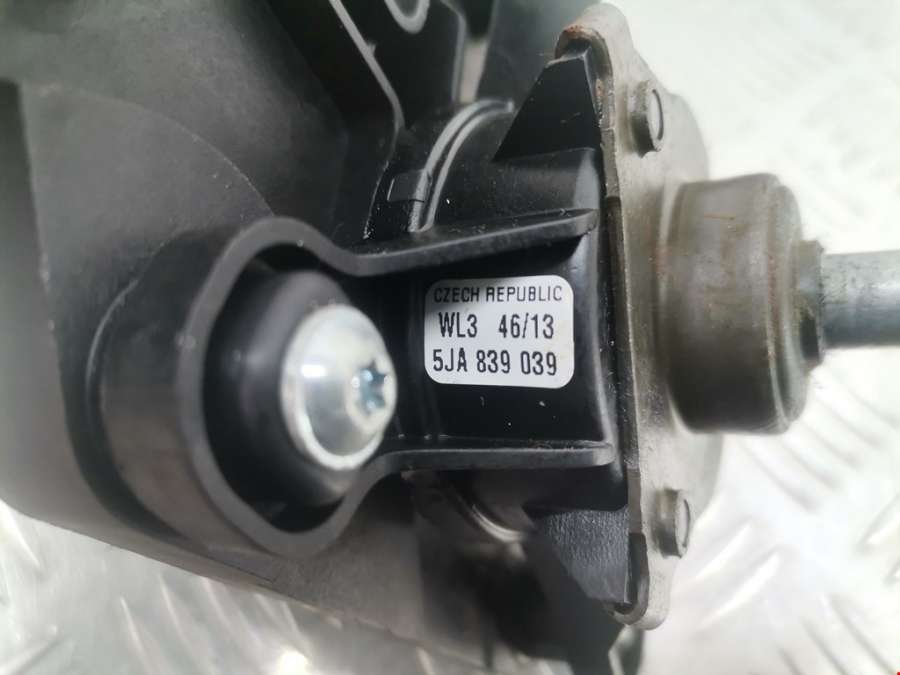 CZECH REPUBLIC
WL3 46/13
5JA 839 039